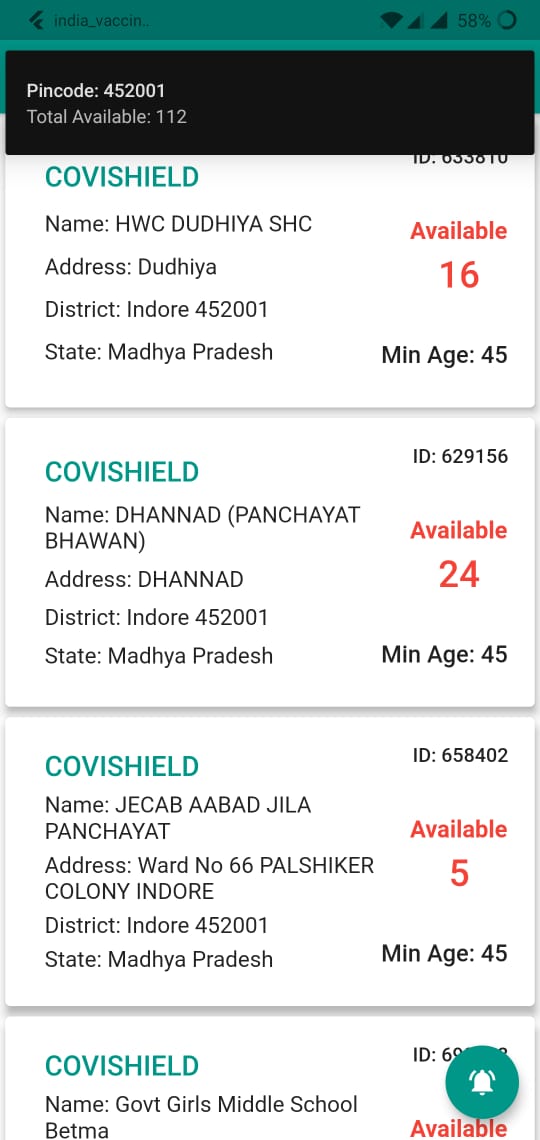 india_vaccin..
58%
Pincode: 452001
Total Available: 112
ID: 633810
COVISHIELD
Name: HWC DUDHIYA SHC
Available
Address: Dudhiya
16
District: Indore 452001
State: Madhya Pradesh
Min Age: 45
ID: 629156
COVISHIELD
Name: DHANNAD (PANCHAYAT
BHAWAN)
Available
Address: DHANNAD
24
District: Indore 452001
State: Madhya Pradesh
Min Age: 45
ID: 658402
COVISHIELD
Name: JECAB AABAD JILA
PANCHAYAT
Available
Address: Ward No 66 PALSHIKER
COLONY INDORE
5
District: Indore 452001
State: Madhya Pradesh
Min Age: 45
ID:
COVISHIELD
Name: Govt Girls Middle School
Betma
Available